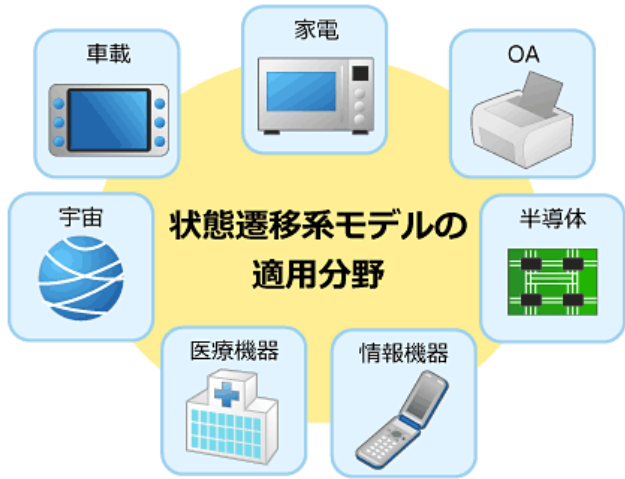 家電
車載
OA
宇宙
状態遷移系モデルの
適用分野
半導体
医療機器
情報機器